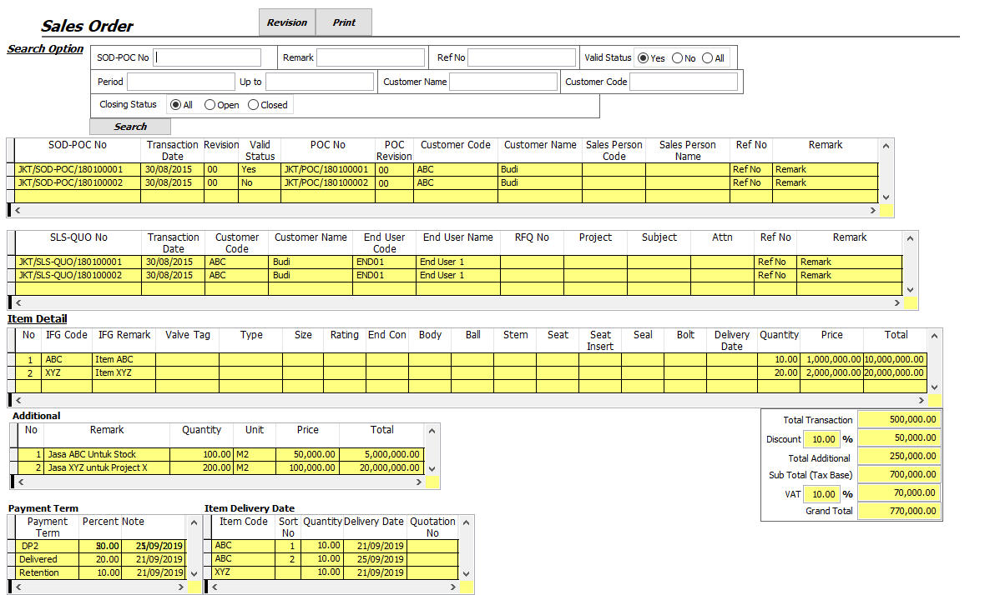 Sales Order Revision Print
Search Option
SOD-POC No Remark Ref No Valid Status Yes No All
Period Up to Customer Name Customer Code
Closing Status All Open Closed
Search
SOD-POC No Transaction Date Revision Valid Status POC No POC Revision Customer Code Customer Name Sales Person Code Sales Person Name Ref No Remark
JKT/SOD-POC/180100001 30/08/2015 00 Yes JKT/POC/180100001 00 ABC Budi Ref No Remark
JKT/SOD-POC/180100002 30/08/2015 00 No JKT/POC/180100002 00 ABC Budi Ref No Remark
SLS-QUO No Transaction Date Customer Code Customer Name End User Code End User Name RFQ No Project Subject Attn Ref No Remark
JKT/SLS-QUO/180100001 30/08/2015 ABC Budi END01 End User 1 Ref No Remark
JKT/SLS-QUO/180100002 30/08/2015 ABC Budi END01 End User 1 Ref No Remark
Item Detail
No IFG Code IFG Remark Valve Tag Type Size Rating End Con Body Ball Stem Seat Seat Insert Seal Bolt Delivery Date Quantity Price Total
1 ABC Item ABC 10.00 1,000,000.00 10,000,000.00
2 XYZ Item XYZ 20.00 2,000,000.00 20,000,000.00
Additional
No Remark Quantity Unit Price Total
1 Jasa ABC Untuk Stock 100.00 M2 50,000.00 5,000,000.00
2 Jasa XYZ untuk Project X 200.00 M2 100,000.00 20,000,000.00
Total Transaction 500,000.00
Discount 10.00 % 50,000.00
Total Additional 250,000.00
Sub Total (Tax Base) 700,000.00
VAT 10.00 % 70,000.00
Grand Total 770,000.00
Payment Term
Payment Term Percent Note
DP2
Delivered 20.00 21/09/2019
Retention 10.00 21/09/2019
Item Delivery Date
Item Code Sort No Quantity Delivery Date Quotation No
ABC 1 10.00 21/09/2019
ABC 2 10.00 25/09/2019
XYZ 10.00 21/09/2019